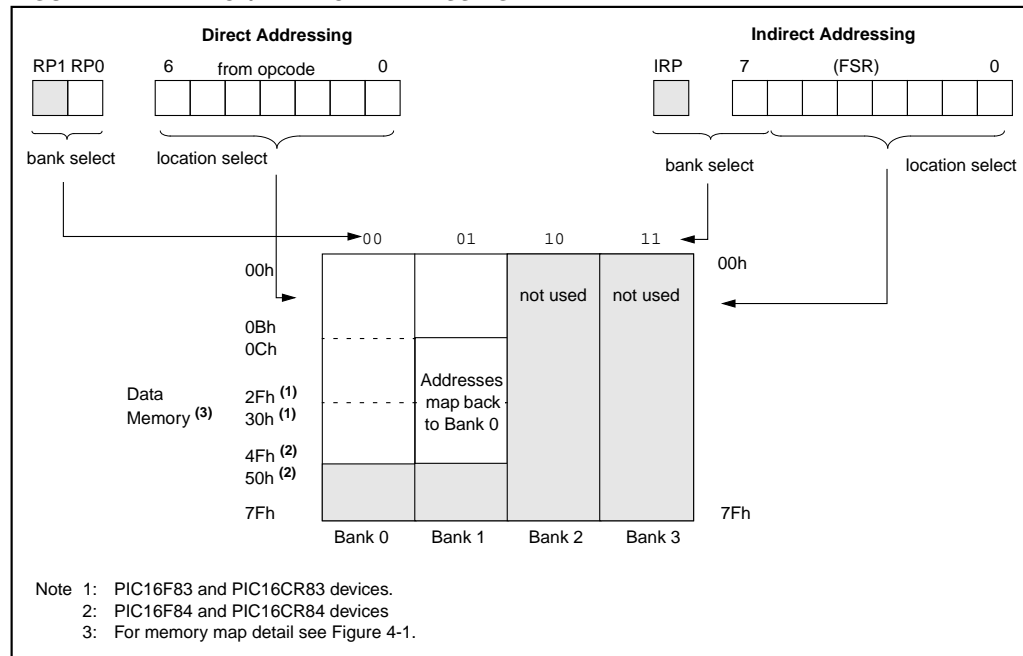 Direct Addressing
Indirect Addressing
RP1 RP0
6 from opcode 0
IRP
7 (FSR) 0
bank select
location select
bank select
location select
00 01 10 11
00h
00h
not used
not used
0Bh
0Ch
Addresses
map back
to Bank 0
Data
Memory (3)
2Fh (1)
30h (1)
4Fh (2)
50h (2)
7Fh
7Fh
Bank 0 Bank 1 Bank 2 Bank 3
Note 1: PIC16F83 and PIC16CR83 devices.
2: PIC16F84 and PIC16CR84 devices
3: For memory map detail see Figure 4-1.